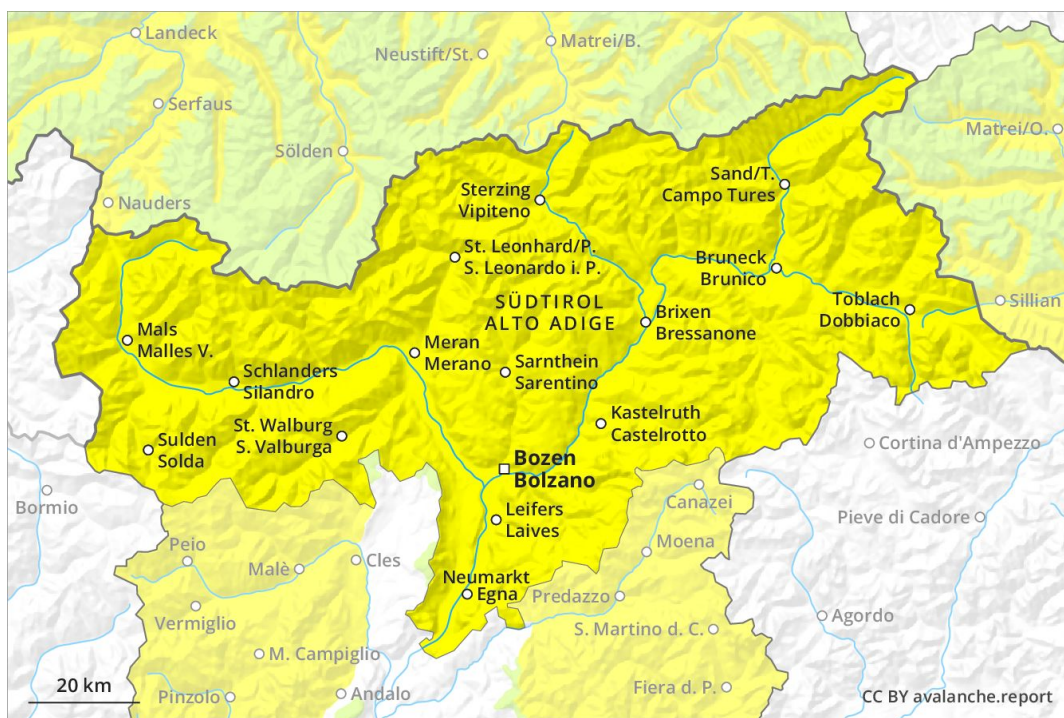 Landeck
Neustift/St.
Matrei/B.
Serfaus
Matrei/O.
Sölden
Sand/T.
Campo Tures
Sterzing
Vipiteno
Nauders
St. Leonhard/P.
S. Leonardo i. P.
Bruneck
Brunico
SÜDTIROL
ALTO ADIGE
Toblach
Dobbiaco
Sillian
Brixen
Bressanone
Mals
Malles V.
Meran
Merano
Sarnthein
Sarentino
Schlanders
Silandro
Kastelruth
Castelrotto
St. Walburg
S. Valburga
Sulden
Solda
Cortina d'Ampezzo
Bozen
Bolzano
Bormio
Canazei
Leifers
Laives
Pieve di Cadore
Peio
Moena
Cles
Malè
Neumarkt
Egna
Predazzo
Vermiglio
Agordo
S. Martino d. C.
M. Campiglio
20 km
Pinzolo
Andalo
Fiera d. P.
CC BY avalanche.report